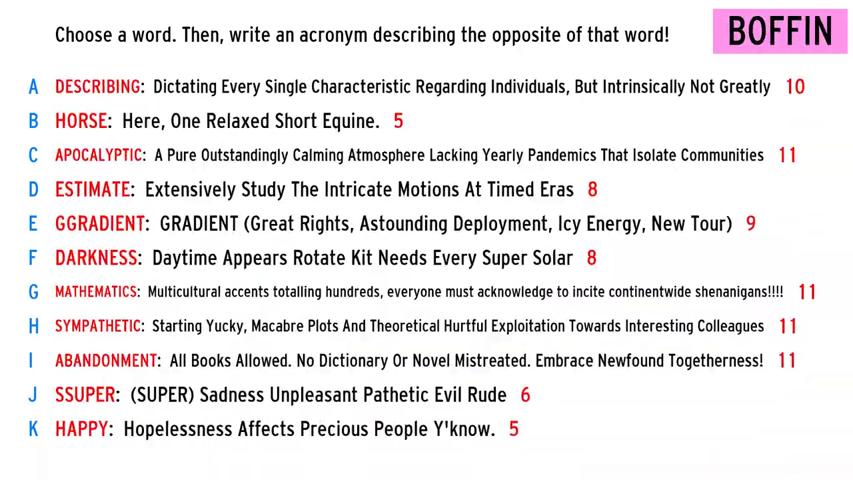 Choose a word. Then, write an acronym describing the opposite of that word!
BOFFIN
A DESCRIBING: Dictating Every Single Characteristic Regarding Individuals, But Intrinsically Not Greatly 10
B HORSE: Here, One Relaxed Short Equine. 5
C APOCALYPTIC: A Pure Outstandingly Calming Atmosphere Lacking Yearly Pandemics That Isolate Communities 11
D ESTIMATE: Extensively Study The Intricate Motions At Timed Eras 8
E GGRADIENT: GRADIENT (Great Rights, Astounding Deployment, Icy Energy, New Tour) 9
F DARKNESS: Daytime Appears Rotate Kit Needs Every Super Solar 8
G MATHEMATICS: Multicultural accents totalling hundreds, everyone must acknowledge to incite continentwide shenanigans!!!! 11
H SYMPATHETIC: Starting Yucky, Macabre Plots And Theoretical Hurtful Exploitation Towards Interesting Colleagues 11
I ABANDONMENT: All Books Allowed. No Dictionary Or Novel Mistreated. Embrace Newfound Togetherness! 11
J SSUPER: (SUPER) Sadness Unpleasant Pathetic Evil Rude 6
K HAPPY: Hopelessness Affects Precious People Y'know. 5